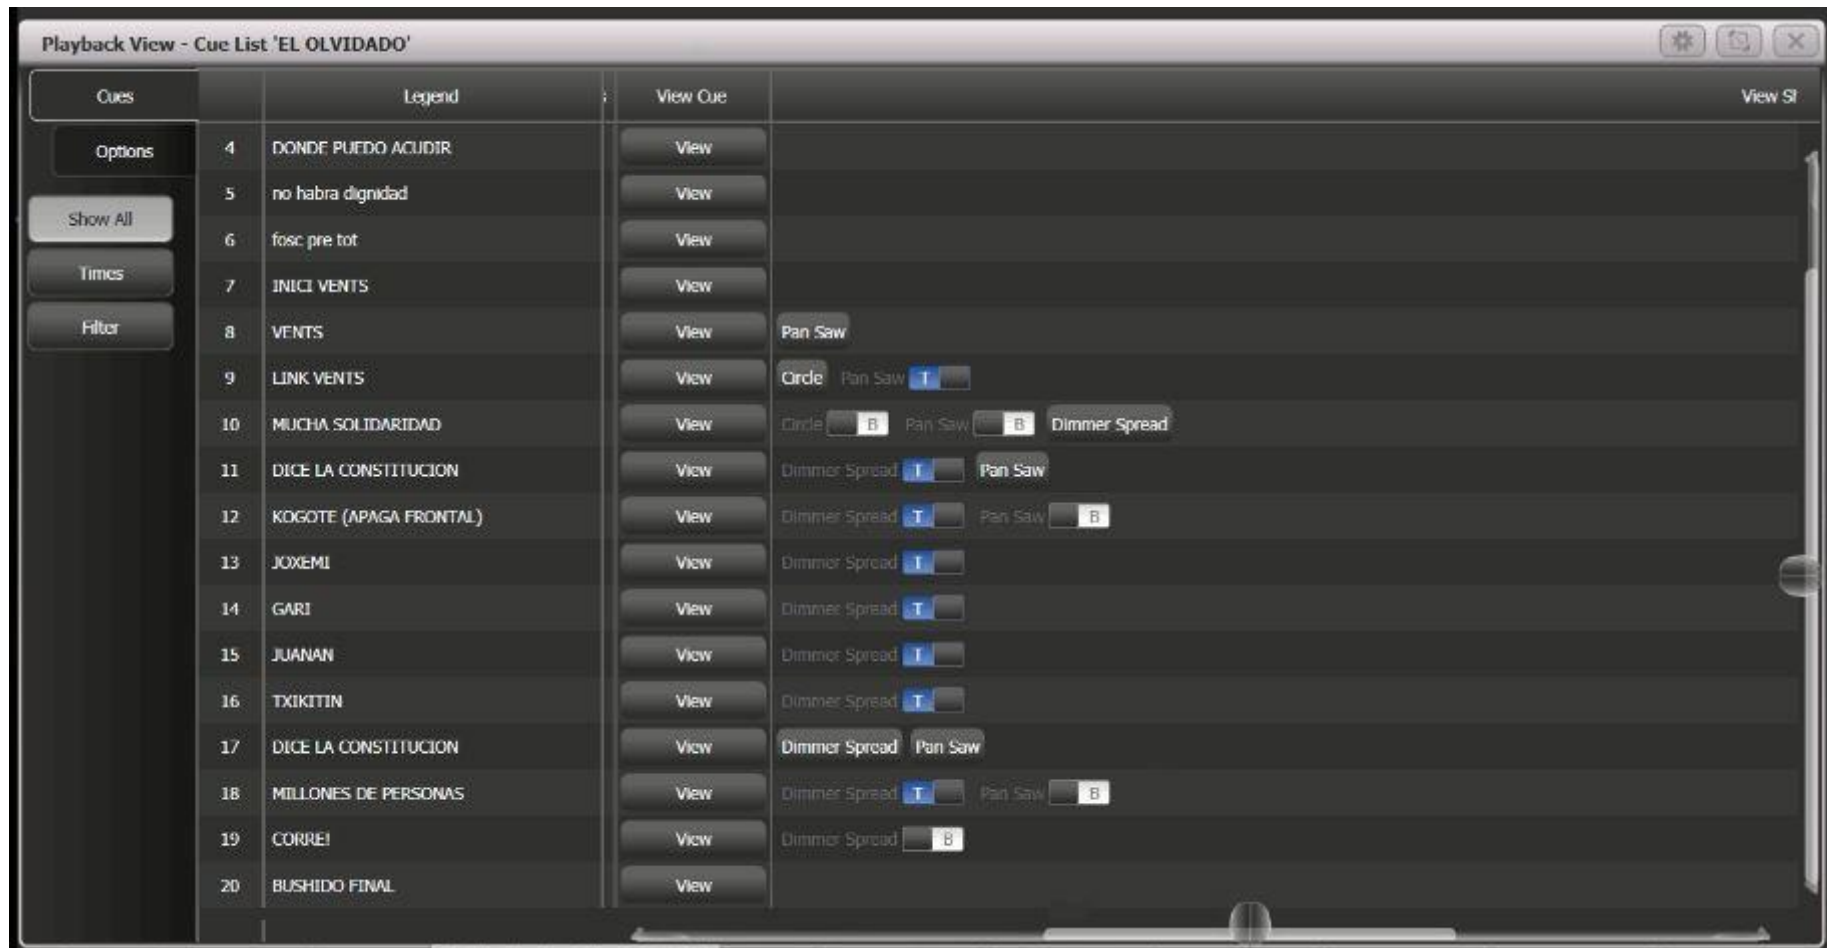 Playback View - Cue List 'EL OLVIDADO'
Cues Legend View Cue View Sh
Options 4 DONDE PUEDO ACUDIR View
5 no habra dignidad View
Show All
6 fosc pre tot View
Times 7 INICI VENTS View
Filter 8 VENTS View Pan Saw
9 LINK VENTS View Circle Pan Saw T
10 MUCHA SOLIDARIDAD View Circle B Pan Saw B Dimmer Spread
11 DICE LA CONSTITUCION View Dimmer Spread T Pan Saw
12 KOGOTE (APAGA FRONTAL) View Dimmer Spread T Pan Saw B
13 JOXEMI View Dimmer Spread T
14 GARI View Dimmer Spread T
15 JUANAN View Dimmer Spread T
16 TXIKITIN View Dimmer Spread T
17 DICE LA CONSTITUCION View Dimmer Spread Pan Saw
18 MILLONES DE PERSONAS View Dimmer Spread T Pan Saw B
19 CORRE! View Dimmer Spread B
20 BUSHIDO FINAL View